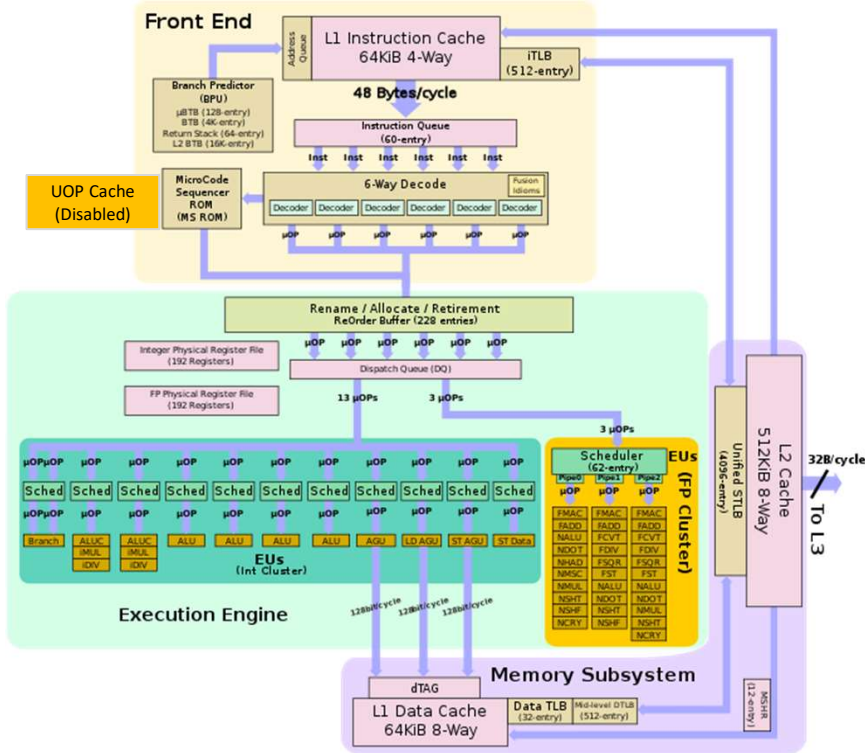 Front End
Address Queue
L1 Instruction Cache
64KiB 4-Way
iTLB
(512-entry)
Branch Predictor
(BPU)
µBTB (128-entry)
BTB (4K-entry)
Return Stack (64-entry)
L2 BTB (16K-entry)
48 Bytes/cycle
Instruction Queue
(60-entry)
Inst Inst Inst Inst Inst Inst
UOP Cache
(Disabled)
MicroCode
Sequencer
ROM
(MS ROM)
6-Way Decode
Fusion
Idioms
Decoder Decoder Decoder Decoder Decoder Decoder
µOP µOP µOP µOP µOP µOP
Rename / Allocate / Retirement
ReOrder Buffer (228 entries)
µOP µOP µOP µOP µOP µOP
Integer Physical Register File
(192 Registers)
Dispatch Queue (DQ)
FP Physical Register File
(192 Registers)
13 µOPs
3 µOPs
3 µOPs
µOP µOP µOP µOP µOP µOP µOP µOP µOP µOP µOP
Sched Sched Sched Sched Sched Sched Sched Sched Sched Sched
µOP µOP µOP µOP µOP µOP µOP µOP µOP µOP µOP
Branch ALUC ALUC ALU ALU ALU ALU AGU LD AGU ST AGU ST Data
iMUL iMUL
iDIV iDIV
EUs
(Int Cluster)
Execution Engine
Scheduler
(62-entry)
EUs
(FP Cluster)
Pipe0 Pipe1 Pipe2
µOP µOP µOP
FMAC FMAC FMAC
FADD FADD FADD
NALU FCVT FCVT
NDOT FDIV FDIV
NHAD FSQR FSQR
NMSC FST FST
NMUL NALU NALU
NSHT NDOT NDOT
NSHF NSHT NMUL
NCRY NSHF NSHT
NCRY
128bit/cycle 128bit/cycle 128bit/cycle
Unified STLB
(4096-entry)
L2 Cache
512KiB 8-Way
32B/cycle
To L3
Memory Subsystem
MSHR
(12-entry)
dTAG
L1 Data Cache
64KiB 8-Way
Data TLB
(32-entry)
Mid-level DTLB
(512-entry)